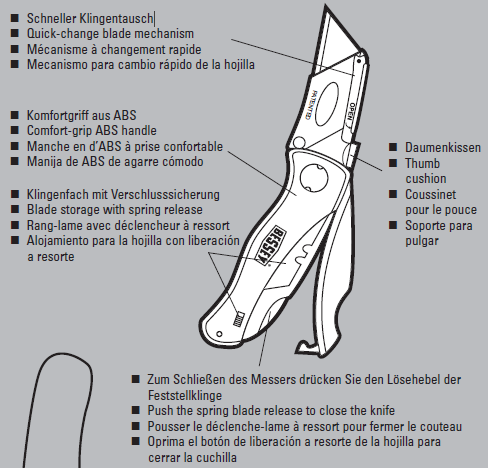 Schneller Klingentausch
Quick-change blade mechanism
Mécanisme à changement rapide
Mecanismo para cambio rápido de la hojilla
PATENTED
OPEN
Komfortgriff aus ABS
Comfort-grip ABS handle
Manche en d'ABS à prise confortable
Manija de ABS de agarre cómodo
Daumenkissen
Thumb
cushion
Coussinet
pour le pouce
Soporte para
pulgar
Klingenfach mit Verschlusssicherung
Blade storage with spring release
Rang-lame avec déclencheur à ressort
Alojamiento para la hojilla con liberación
a resorte
BESSEY
Zum Schließen des Messers drücken Sie den Lösehebel der
Feststellklinge
Push the spring blade release to close the knife
Pousser le déclenche-lame à ressort pour fermer le couteau
Oprima el botón de liberación a resorte de la hojilla para
cerrar la cuchilla